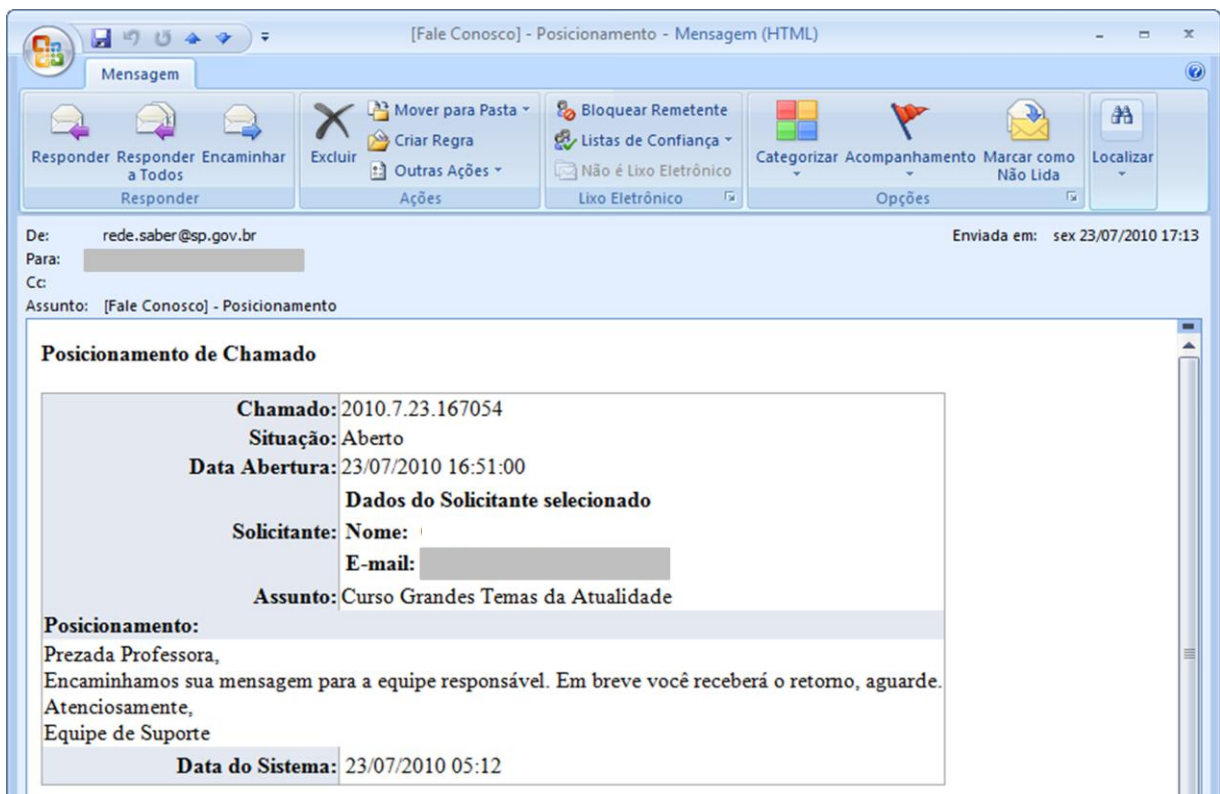 [Fale Conosco] - Posicionamento - Mensagem (HTML)
Mensagem
Responder Responder a Todos Encaminhar
Excluir
Mover para Pasta
Criar Regra
Outras Ações
Bloquear Remetente
Listas de Confiança
Não é Lixo Eletrônico
Categorizar Acompanhamento Marcar como Não Lida
Localizar
Responder
Ações
Lixo Eletrônico
Opções
De: rede.saber@sp.gov.br
Enviada em: sex 23/07/2010 17:13
Para:
Cc:
Assunto: [Fale Conosco] - Posicionamento
Posicionamento de Chamado
Chamado: 2010.7.23.167054
Situação: Aberto
Data Abertura: 23/07/2010 16:51:00
Dados do Solicitante selecionado
Solicitante: Nome:
E-mail:
Assunto: Curso Grandes Temas da Atualidade
Posicionamento:
Prezada Professora,
Encaminhamos sua mensagem para a equipe responsável. Em breve você receberá o retorno, aguarde.
Atenciosamente,
Equipe de Suporte
Data do Sistema: 23/07/2010 05:12